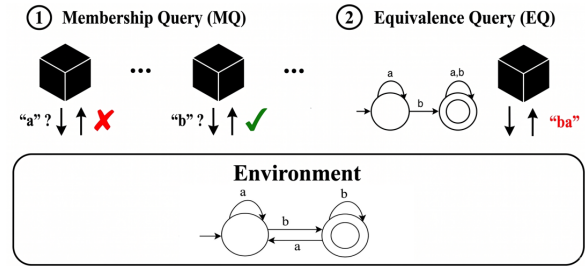 1 Membership Query (MQ)
2 Equivalence Query (EQ)
... ...
a a,b
b
“a” ? ✗ “b” ? ✓ “ba”
Environment
a b
b
a